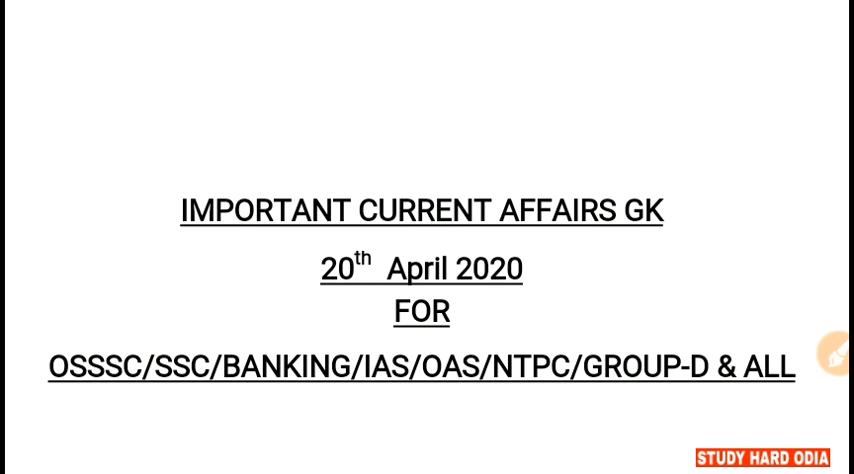 IMPORTANT CURRENT AFFAIRS GK
20th April 2020
FOR
OSSSC/SSC/BANKING/IAS/OAS/NTPC/GROUP-D & ALL
STUDY HARD ODIA